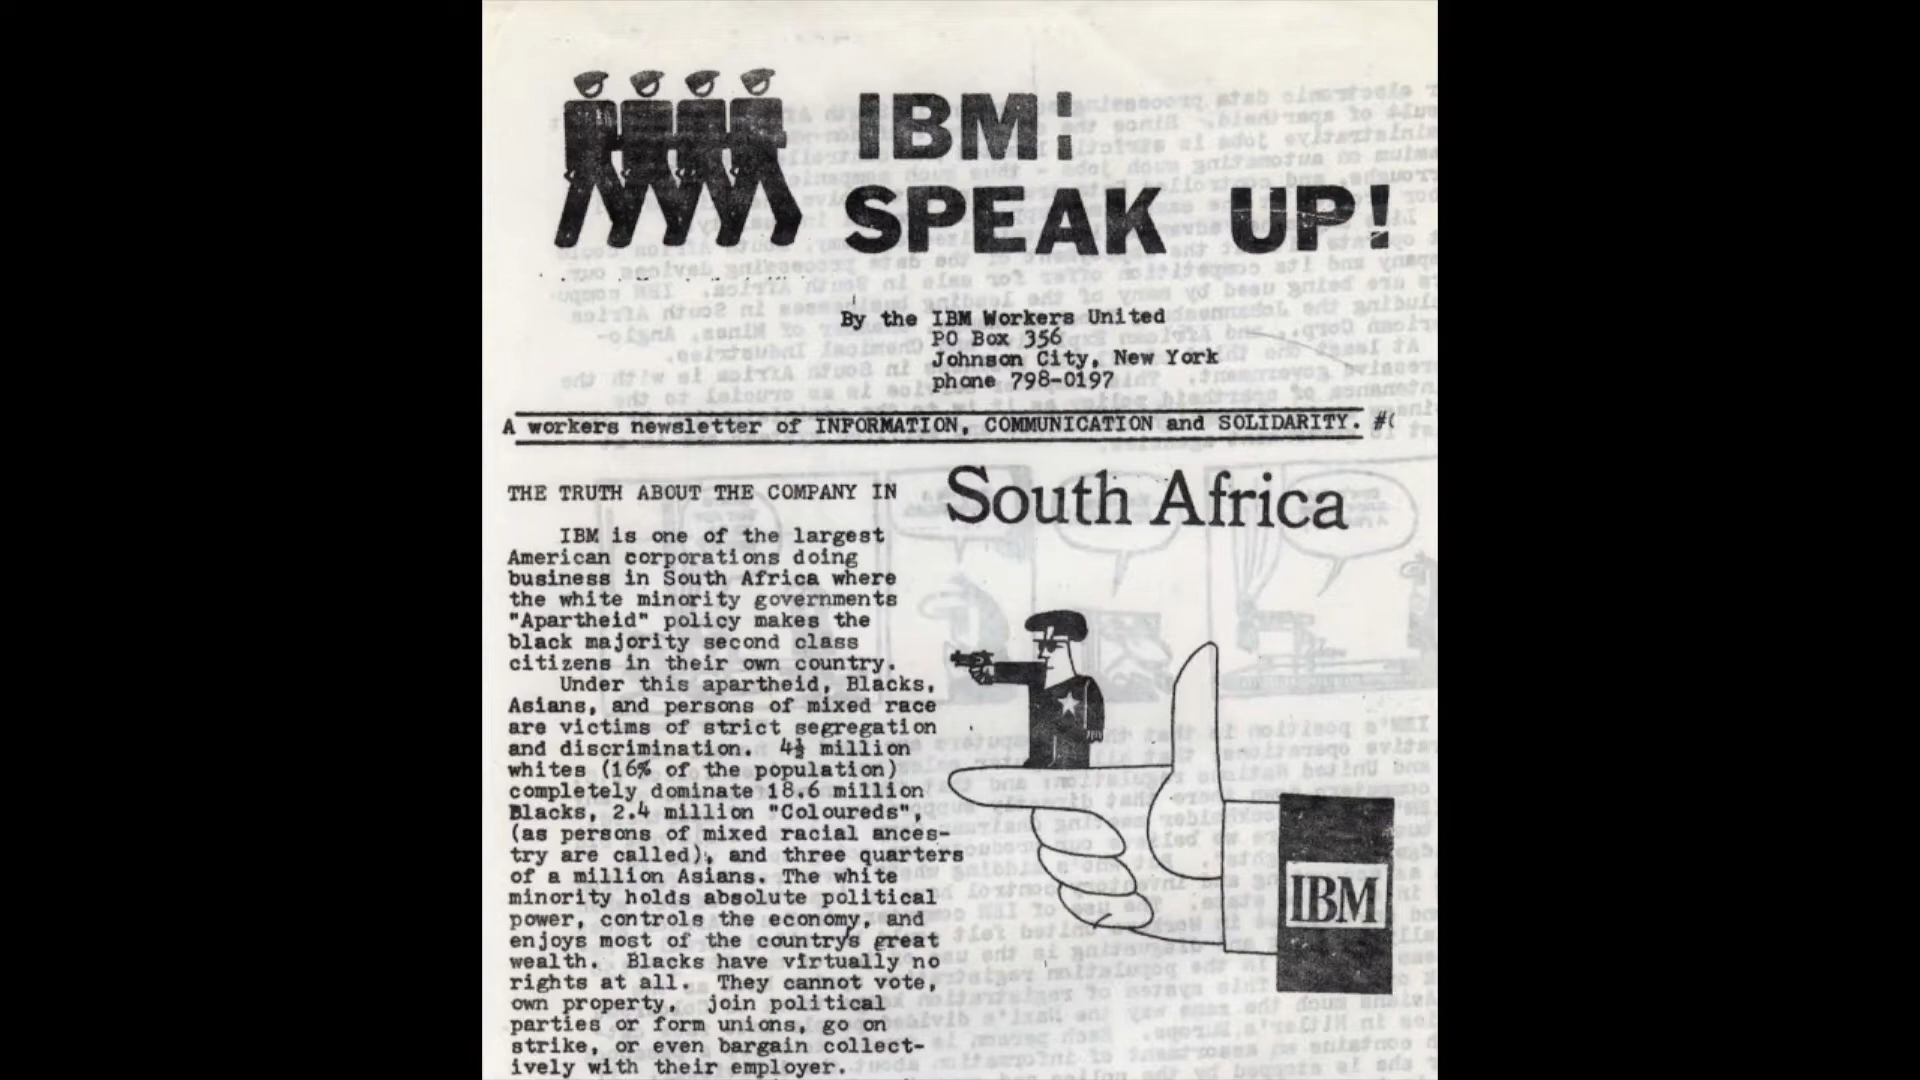 IBM:
SPEAK UP!
By the IBM Workers United
PO Box 356
Johnson City, New York
phone 798-0197
A workers newsletter of INFORMATION, COMMUNICATION and SOLIDARITY.
THE TRUTH ABOUT THE COMPANY IN South Africa
IBM is one of the largest
American corporations doing
business in South Africa where
the white minority governments
"Apartheid" policy makes the
black majority second class
citizens in their own country.
Under this apartheid, Blacks,
Asians, and persons of mixed race
are victims of strict segregation
and discrimination. 4½ million
whites (16% of the population)
completely dominate 18.6 million
Blacks, 2.4 million "Coloureds",
(as persons of mixed racial ances-
try are called), and three quarters
of a million Asians. The white
minority holds absolute political
power, controls the economy, and
enjoys most of the country's great
wealth. Blacks have virtually no
rights at all. They cannot vote,
own property, join political
parties or form unions, go on
strike, or even bargain collect-
ively with their employer.
IBM